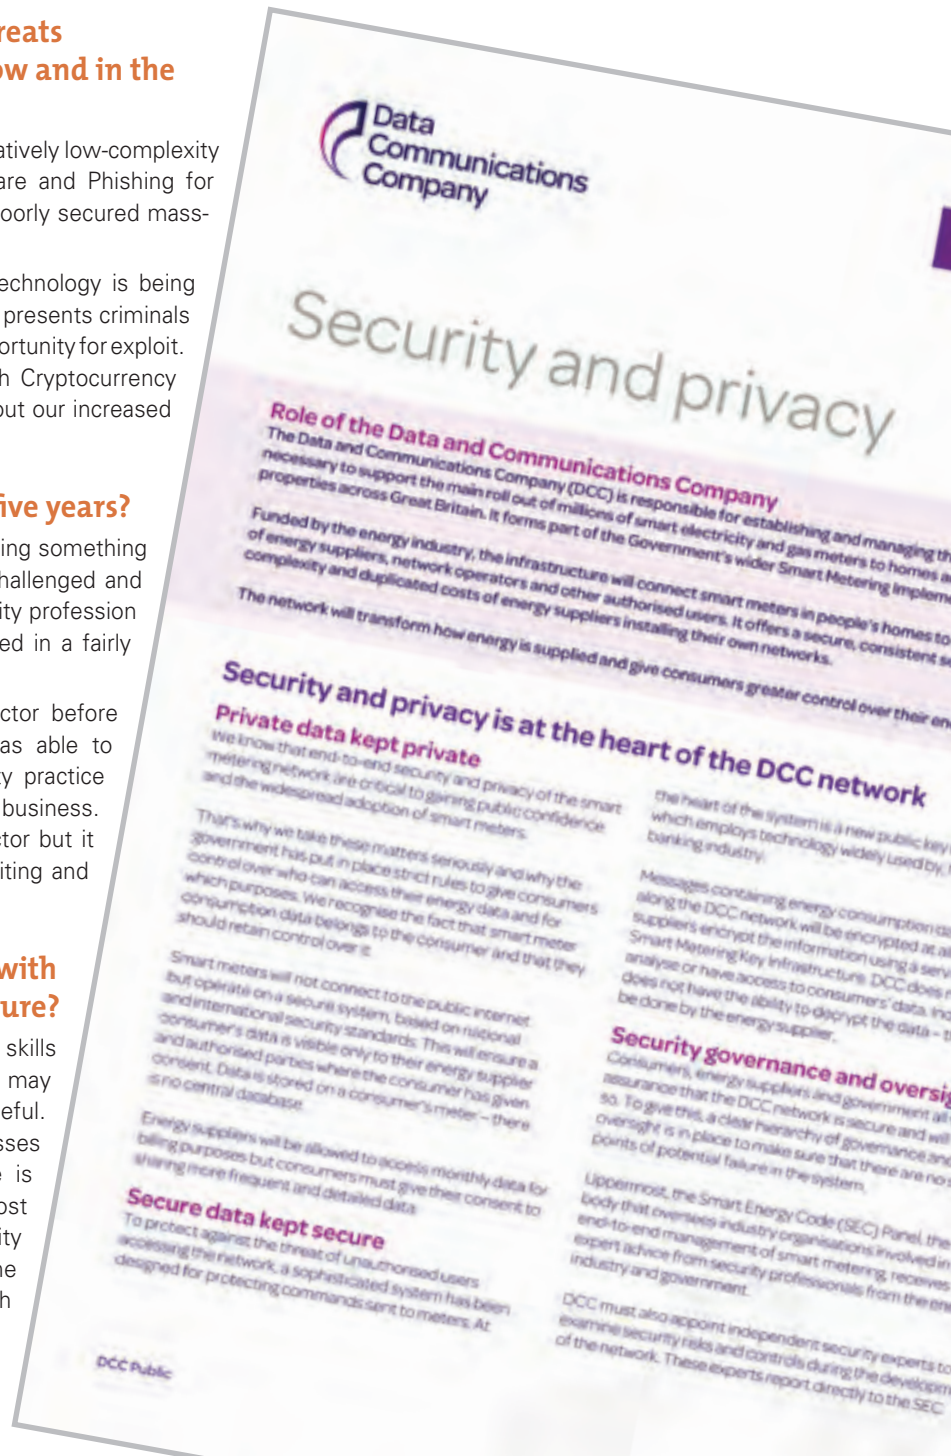 reats
ow and in the
atively low-complexity
are and Phishing for
oorly secured mass-
echnology is being
presents criminals
portunity for exploit.
h Cryptocurrency
out our increased
five years?
ing something
hallenged and
ity profession
ed in a fairly
ctor before
as able to
ty practice
business.
ctor but it
iting and
with
ure?
skills
may
eful.
sses
e is
ost
ity
ne
h
Data
Communications
Company
Security and privacy
Role of the Data and Communications Company
The Data and Communications Company (DCC) is responsible for establishing and managing th
necessary to support the main roll out of millions of smart electricity and gas meters to homes a
properties across Great Britain. It forms part of the Government's wider Smart Metering Impleme
Funded by the energy industry, the infrastructure will connect smart meters in people's homes to
of energy suppliers, network operators and other authorised users. It offers a secure, consistent se
complexity and duplicated costs of energy suppliers installing their own networks.
The network will transform how energy is supplied and give consumers greater control over their ene
Security and privacy is at the heart of the DCC network
Private data kept private
We know that end-to-end security and privacy of the smart
metering network are critical to gaining public confidence
and the widespread adoption of smart meters.
That's why we take these matters seriously and why the
government has put in place strict rules to give consumers
control over who can access their energy data and for
which purposes. We recognise the fact that smart meter
consumption data belongs to the consumer and that they
should retain control over it.
Smart meters will not connect to the public internet
but operate on a secure system, based on national
and international security standards. This will ensure a
consumer's data is visible only to their energy supplier
and authorised parties where the consumer has given
consent. Data is stored on a consumer's meter – there
is no central database.
Energy suppliers will be allowed to access monthly data for
billing purposes but consumers must give their consent to
sharing more frequent and detailed data.
Secure data kept secure
To protect against the threat of unauthorised users
accessing the network, a sophisticated system has been
designed for protecting commands sent to meters. At
the heart of the system is a new public key
which employs technology widely used by,
banking industry.
Messages containing energy consumption da
along the DCC network will be encrypted at a
suppliers encrypt the information using a ser
Smart Metering Key Infrastructure. DCC does n
analyse or have access to consumers' data. Ind
does not have the ability to decrypt the data – t
be done by the energy supplier.
Security governance and oversig
Consumers, energy suppliers and government all
assurance that the DCC network is secure and wil
so. To give this, a clear hierarchy of governance and
oversight is in place to make sure that there are no s
points of potential failure in the system.
Uppermost, the Smart Energy Code (SEC) Panel, the
body that oversees industry organisations involved in
end-to-end management of smart metering, receives
expert advice from security professionals from the ene
industry and government.
DCC must also appoint independent security experts to
examine security risks and controls during the developm
of the network. These experts report directly to the SEC
DCC Public